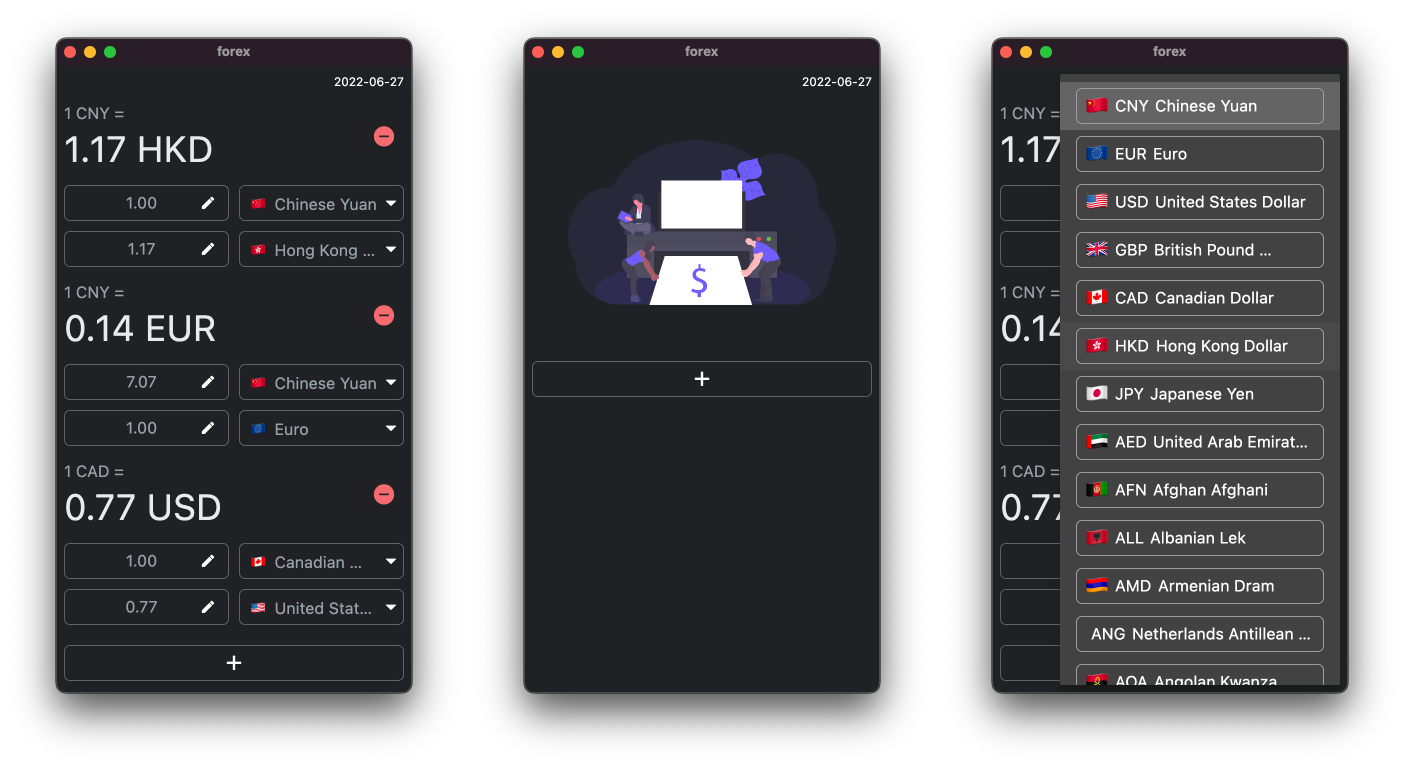 forex
2022-06-27
1 CNY =
1.17 HKD
1.00
Chinese Yuan
1.17
Hong Kong ...
1 CNY =
0.14 EUR
7.07
Chinese Yuan
1.00
Euro
1 CAD =
0.77 USD
1.00
Canadian ...
0.77
United Stat...
+
forex
2022-06-27
$
+
forex
1 CNY =
1.17
1 CNY =
0.14
1 CAD =
0.77
CNY Chinese Yuan
EUR Euro
USD United States Dollar
GBP British Pound ...
CAD Canadian Dollar
HKD Hong Kong Dollar
JPY Japanese Yen
AED United Arab Emirat...
AFN Afghan Afghani
ALL Albanian Lek
AMD Armenian Dram
ANG Netherlands Antillean ...
AOA Angolan Kwanza